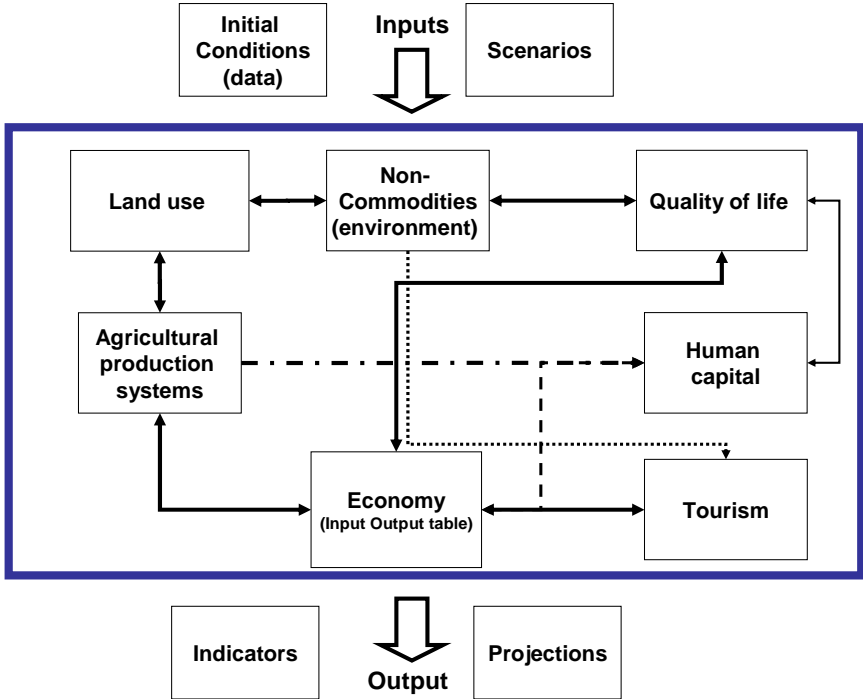 Initial
Conditions
(data)
Inputs
Scenarios
Land use
Non-
Commodities
(environment)
Quality of life
Agricultural
production
systems
Human
capital
Economy
(Input Output table)
Tourism
Indicators
Output
Projections